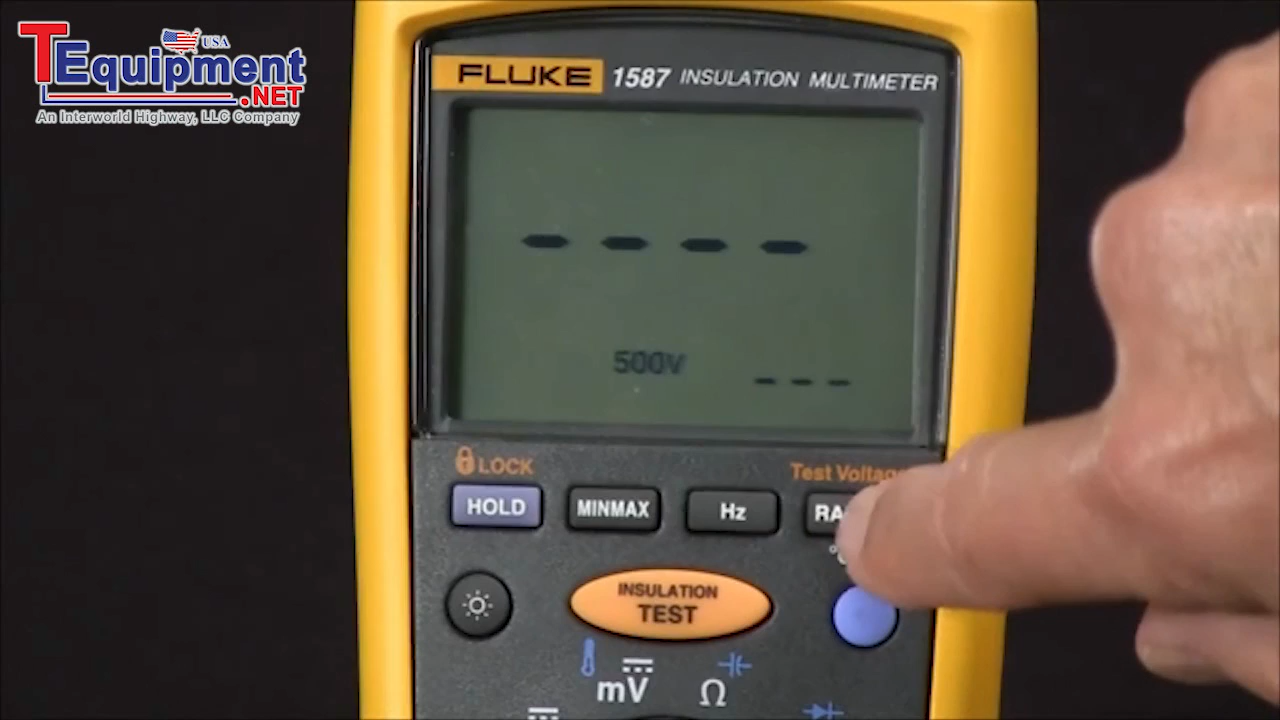 TEquipment
USA
.NET
An Interworld Highway, LLC Company
FLUKE 1587 INSULATION MULTIMETER
- - - -
500V
- - -
LOCK
Test Voltage
HOLD
MINMAX
Hz
INSULATION
TEST
mV
Ω